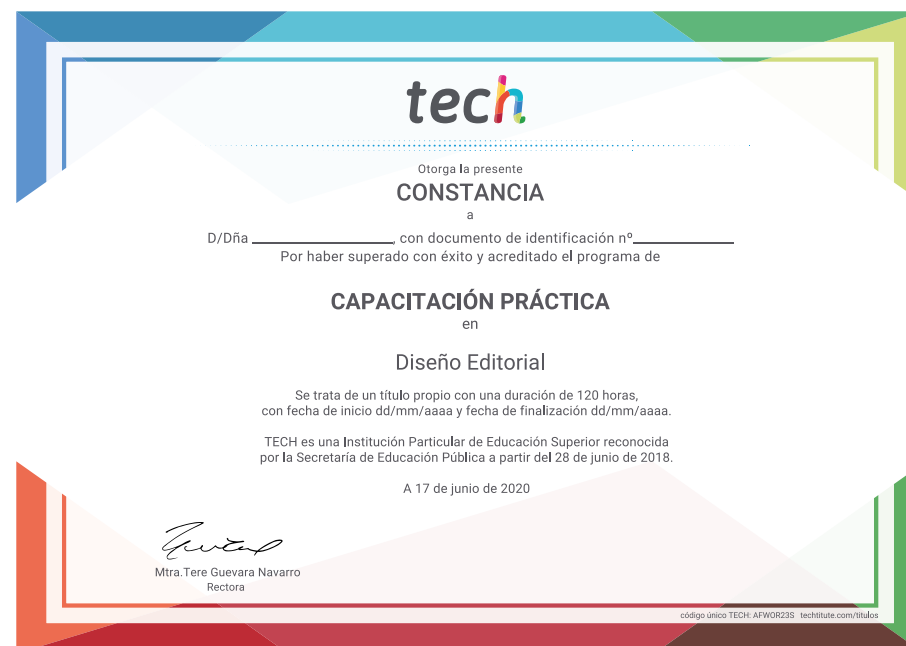 tech
Otorga la presente
CONSTANCIA
a
D/Dña ____________________, con documento de identificación nº______________
Por haber superado con éxito y acreditado el programa de
CAPACITACIÓN PRÁCTICA
en
Diseño Editorial
Se trata de un título propio con una duración de 120 horas,
con fecha de inicio dd/mm/aaaa y fecha de finalización dd/mm/aaaa.
TECH es una Institución Particular de Educación Superior reconocida
por la Secretaría de Educación Pública a partir del 28 de junio de 2018.
A 17 de junio de 2020
Mtra.Tere Guevara Navarro
Rectora
código único TECH: AFWOR23S techtitute.com/titulos